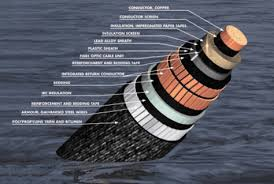 CONDUCTOR, COPPER
CONDUCTOR SCREEN
INSULATION, IMPREGNATED PAPER TAPES
INSULATION SCREEN
LEAD ALLOY SHEATH
PLASTIC SHEATH
FIBRE OPTIC CABLE UNIT
REINFORCEMENT AND BEDDING TAPE
INTEGRATED RETURN CONDUCTOR
BEDDING
IRC INSULATION
REINFORCEMENT AND BEDDING TAPE
ARMOUR, GALVANISED STEEL WIRES
POLYPROPYLENE YARN AND BITUMEN